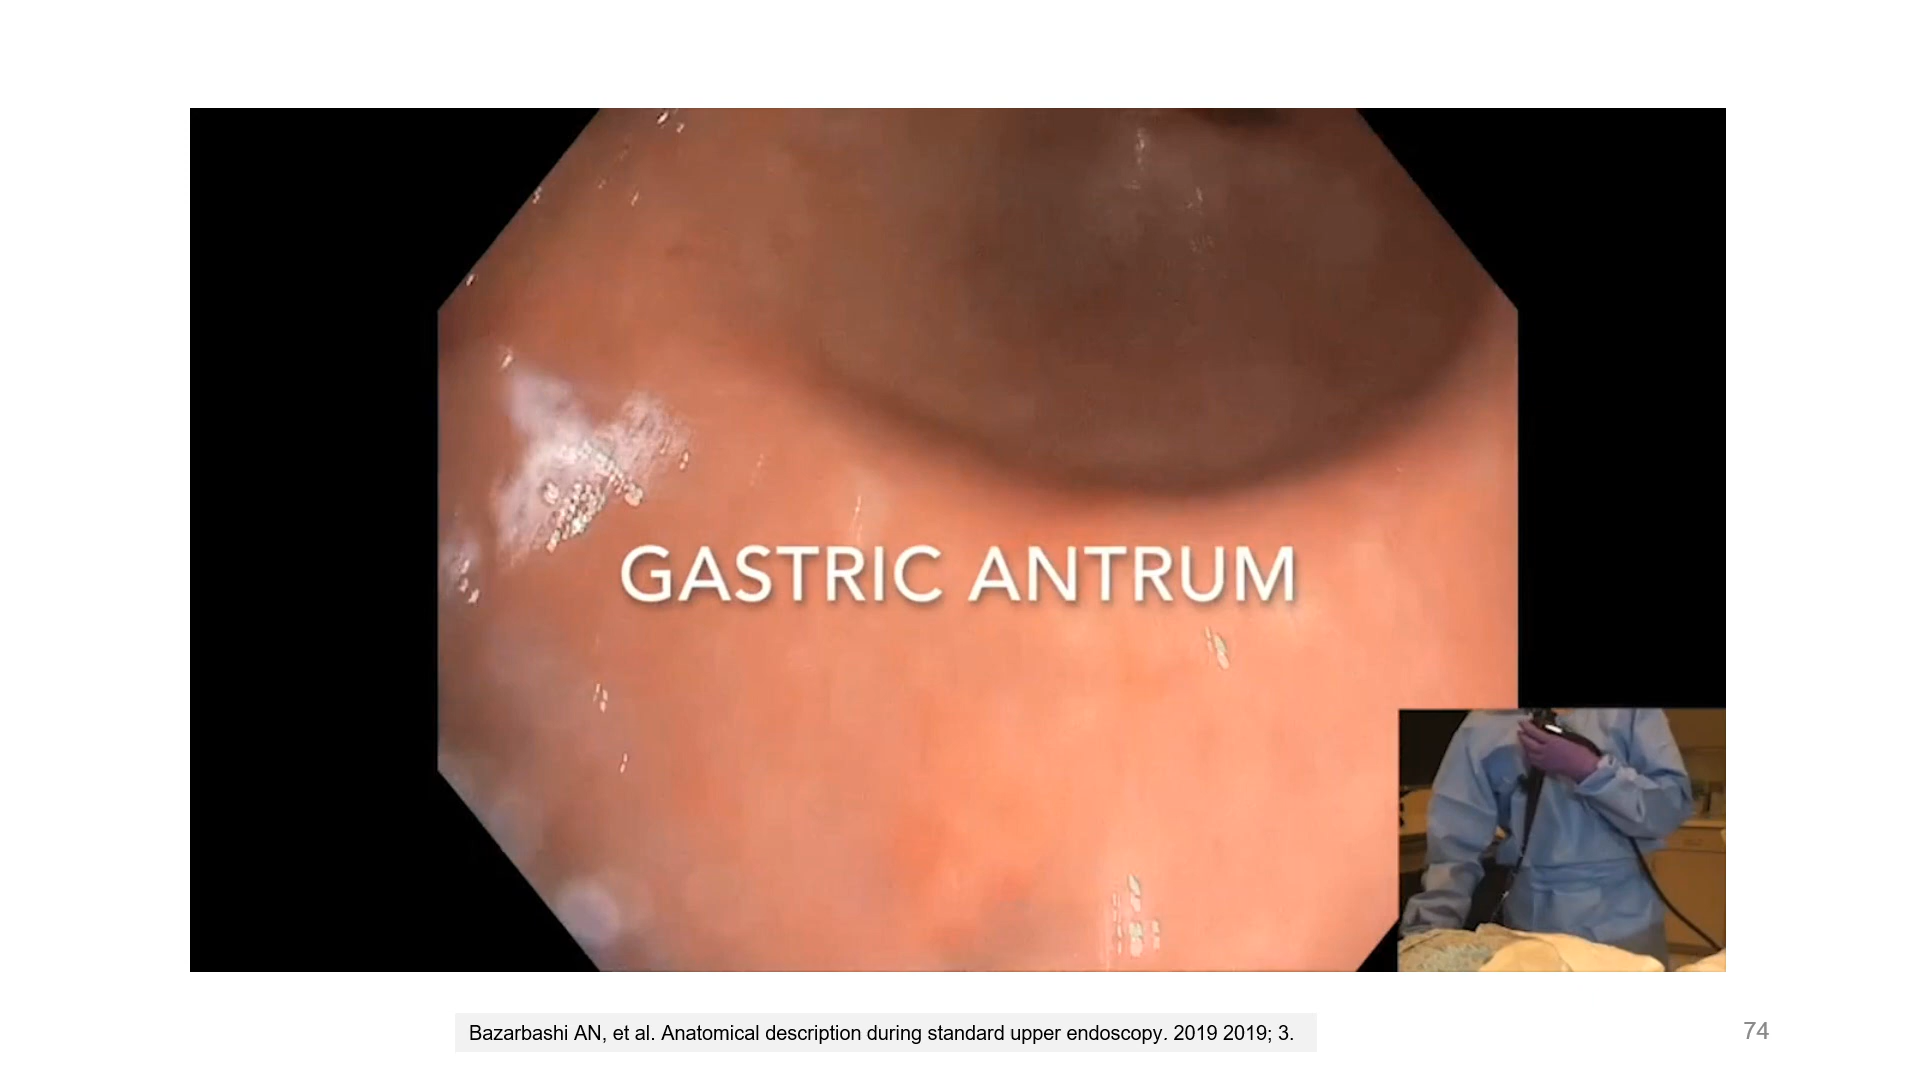 GASTRIC ANTRUM
Bazarbashi AN, et al. Anatomical description during standard upper endoscopy. 2019 2019; 3.
74